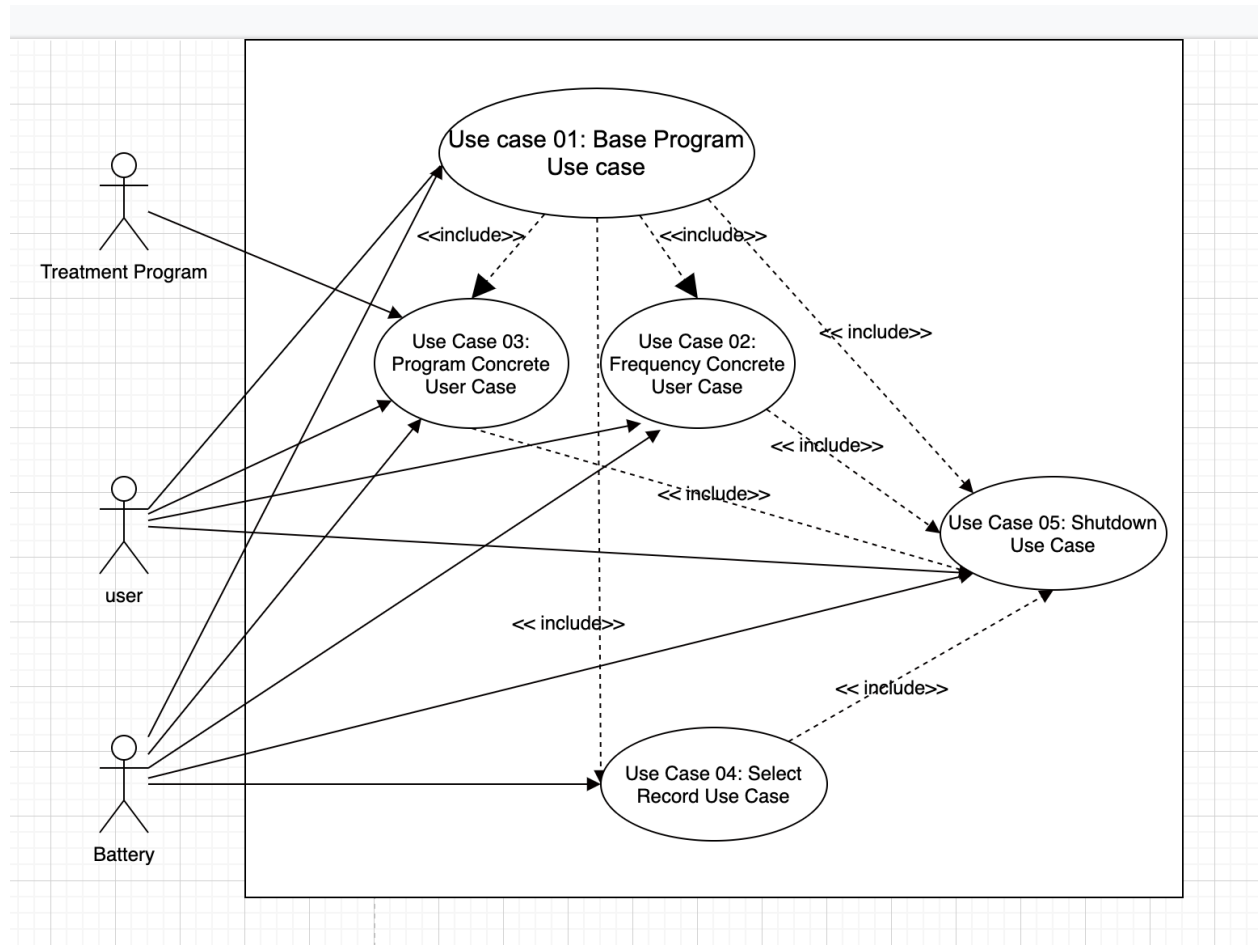 Use case 01: Base Program
Use case
<<include>>
<<include>>
Treatment Program
<< include>>
Use Case 03:
Program Concrete
User Case
Use Case 02:
Frequency Concrete
User Case
<< include>>
<< include>>
Use Case 05: Shutdown
Use Case
user
<< include>>
<< include>>
Use Case 04: Select
Record Use Case
Battery